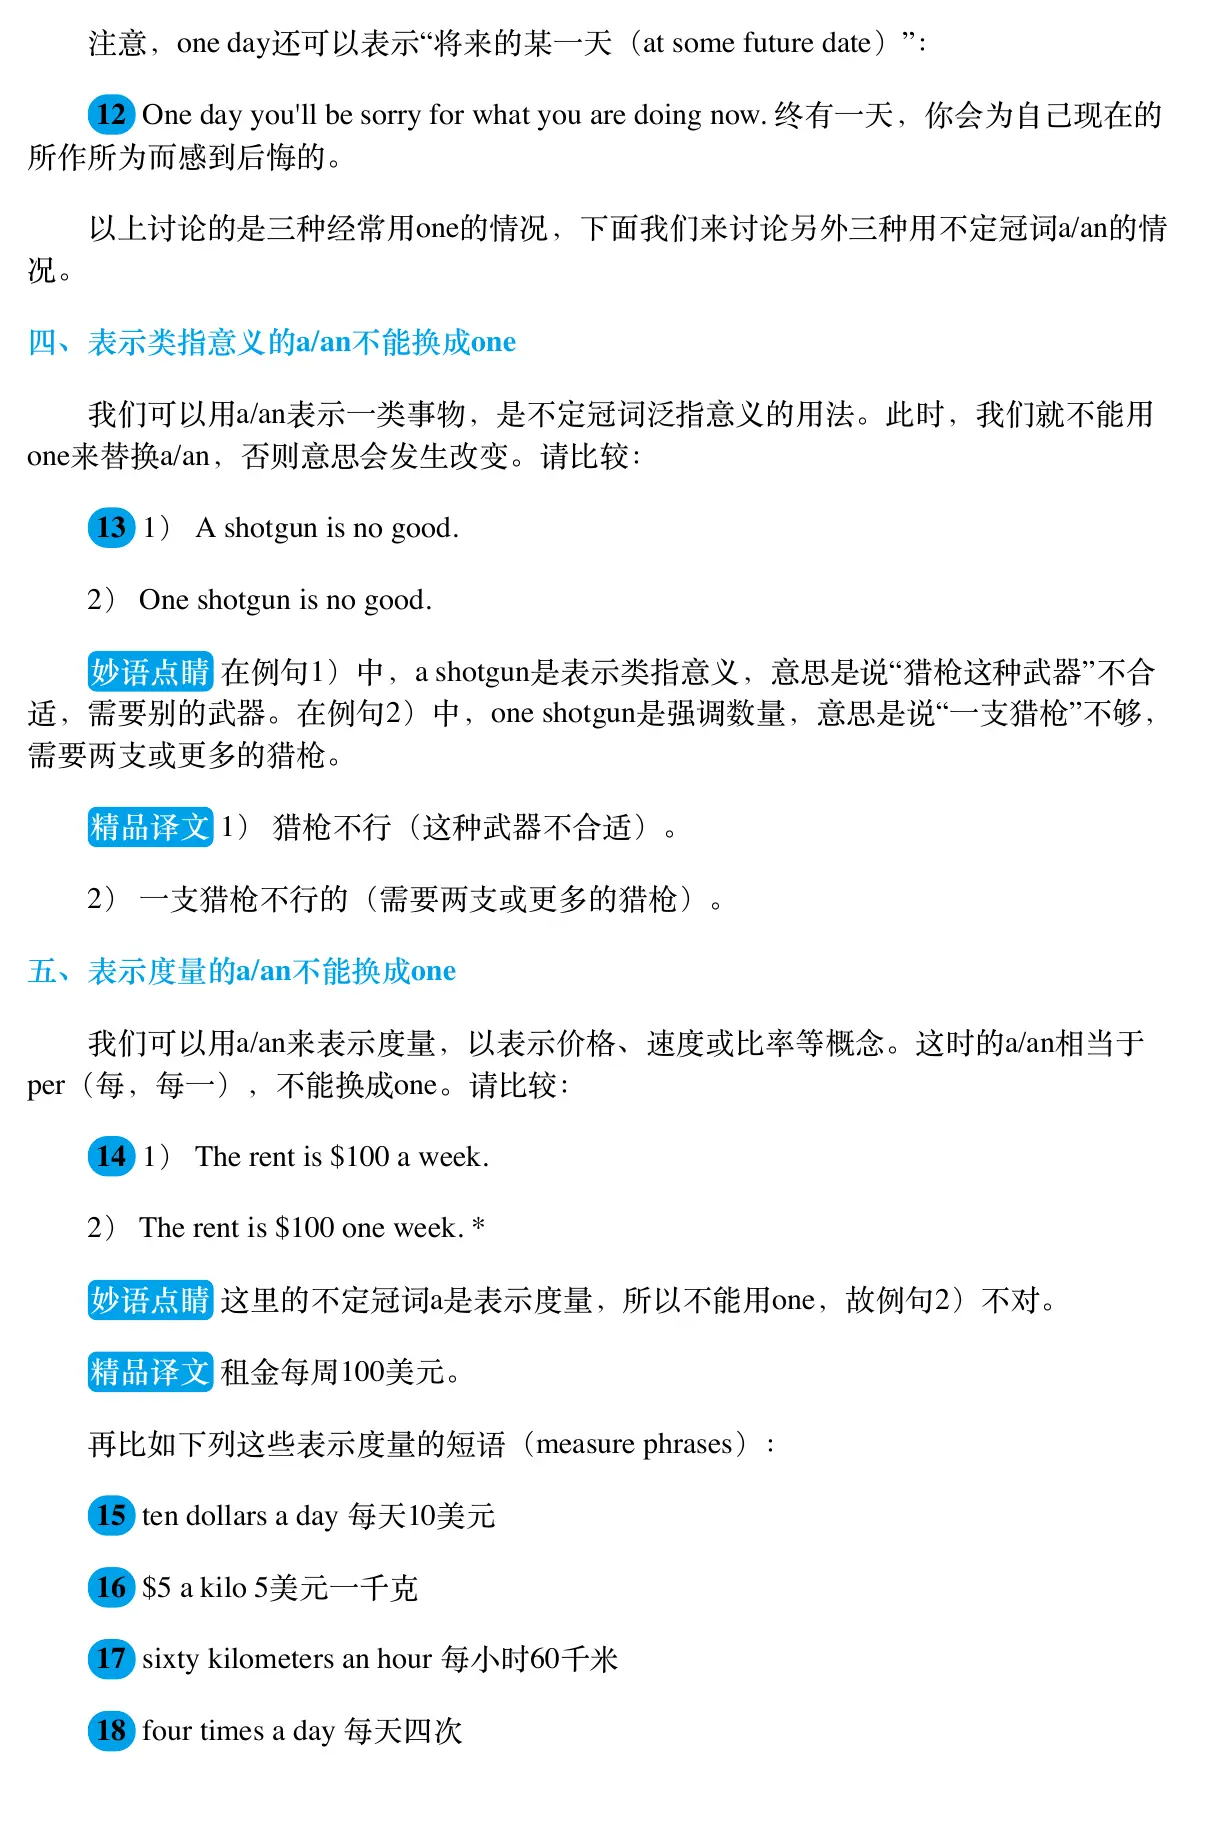 注意，one day还可以表示“将来的某一天（at some future date）”：
12 One day you'll be sorry for what you are doing now. 终有一天，你会为自己现在的
所作所为而感到后悔的。
以上讨论的是三种经常用one的情况，下面我们来讨论另外三种用不定冠词a/an的情
况。
四、表示类指意义的a/an不能换成one
我们可以用a/an表示一类事物，是不定冠词泛指意义的用法。此时，我们就不能用
one来替换a/an，否则意思会发生改变。请比较：
13 1） A shotgun is no good.
2） One shotgun is no good.
妙语点睛 在例句1）中，a shotgun是表示类指意义，意思是说“猎枪这种武器”不合
适，需要别的武器。在例句2）中，one shotgun是强调数量，意思是说“一支猎枪”不够，
需要两支或更多的猎枪。
精品译文 1） 猎枪不行（这种武器不合适）。
2） 一支猎枪不行的（需要两支或更多的猎枪）。
五、表示度量的a/an不能换成one
我们可以用a/an来表示度量，以表示价格、速度或比率等概念。这时的a/an相当于
per（每，每一），不能换成one。请比较：
14 1） The rent is $100 a week.
2） The rent is $100 one week. *
妙语点睛 这里的不定冠词a是表示度量，所以不能用one，故例句2）不对。
精品译文 租金每周100美元。
再比如下列这些表示度量的短语（measure phrases）：
15 ten dollars a day 每天10美元
16 $5 a kilo 5美元一千克
17 sixty kilometers an hour 每小时60千米
18 four times a day 每天四次